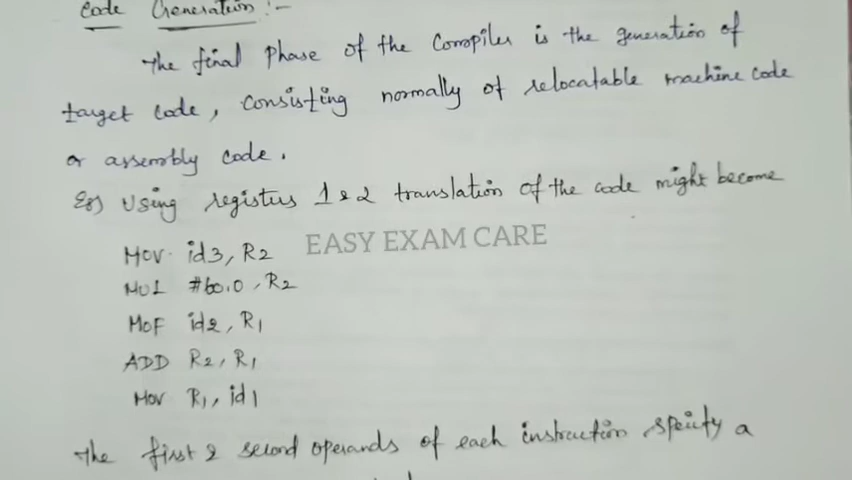 Code Generation :-
The final phase of the Compiler is the generation of
target code, consisting normally of relocatable machine code
or assembly code.
Eg) Using registers 1 & 2 translation of the code might become
MOV id3, R2
MUL #60.0, R2
MOF id2, R1
ADD R2, R1
MOV R1, id1
EASY EXAM CARE
The first & second operands of each instruction specify a